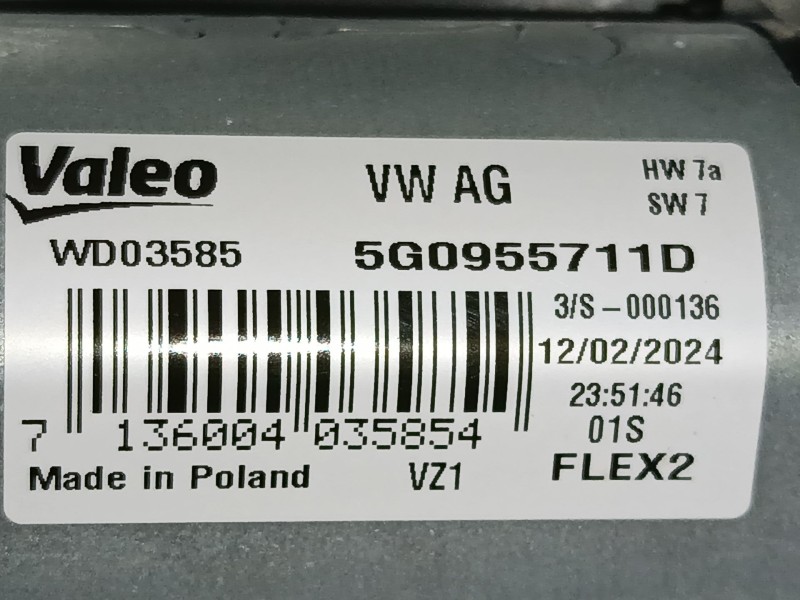 Valeo VW AG HW 7a
SW 7
WD03585 5G0955711D
3/S-000136
12/02/2024
23:51:46
7 136004 035854 01S
Made in Poland VZ1 FLEX2